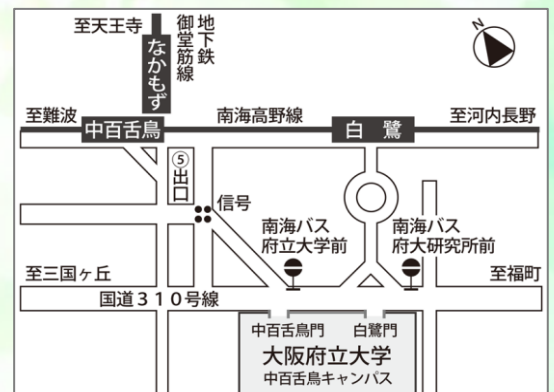 N
至天王寺
なかもず
地下鉄
御堂筋線
至難波
中百舌鳥
南海高野線
白鷺
至河内長野
⑤出口
信号
南海バス
府立大学前
南海バス
府大研究所前
至三国ヶ丘
国道310号線
至福町
中百舌鳥門
白鷺門
大阪府立大学
中百舌鳥キャンパス